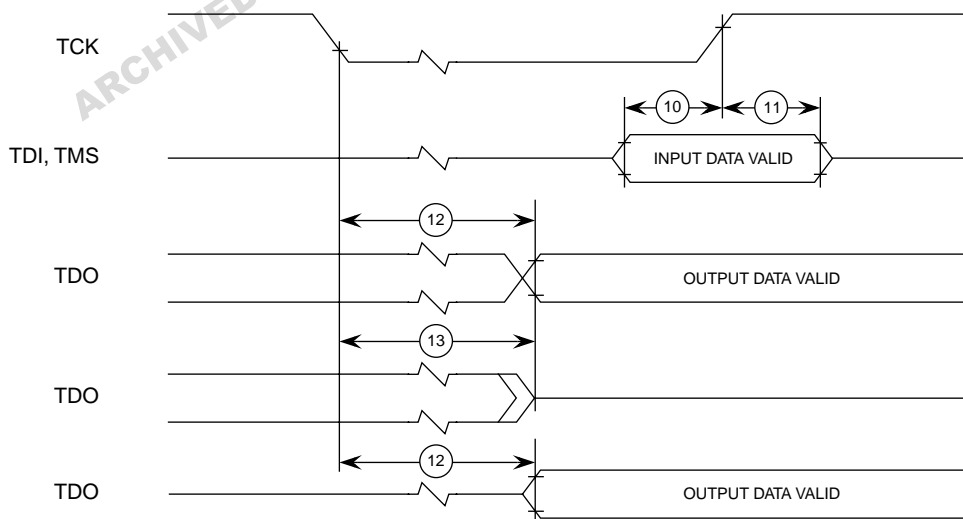 ARCHIVED
TCK
10
11
TDI, TMS
INPUT DATA VALID
12
TDO
OUTPUT DATA VALID
13
TDO
12
TDO
OUTPUT DATA VALID